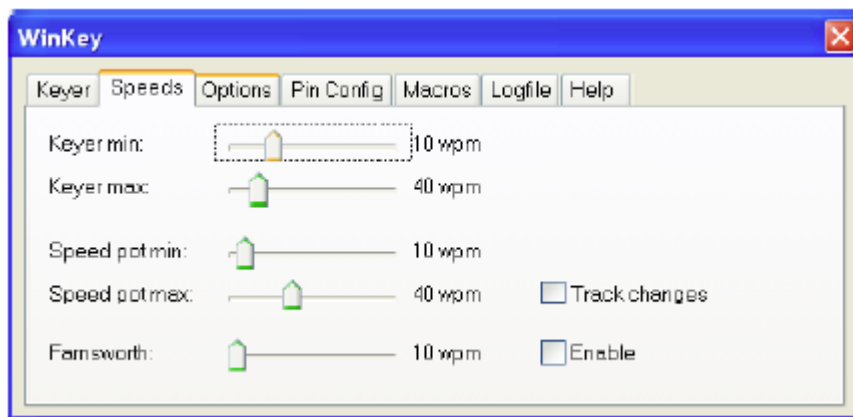 WinKey
Keyer Speeds Options Pin Config Macros Logfile Help
Keyer min: 10 wpm
Keyer max: 40 wpm
Speed pot min: 10 wpm
Speed pot max: 40 wpm Track changes
Farnsworth: 10 wpm Enable